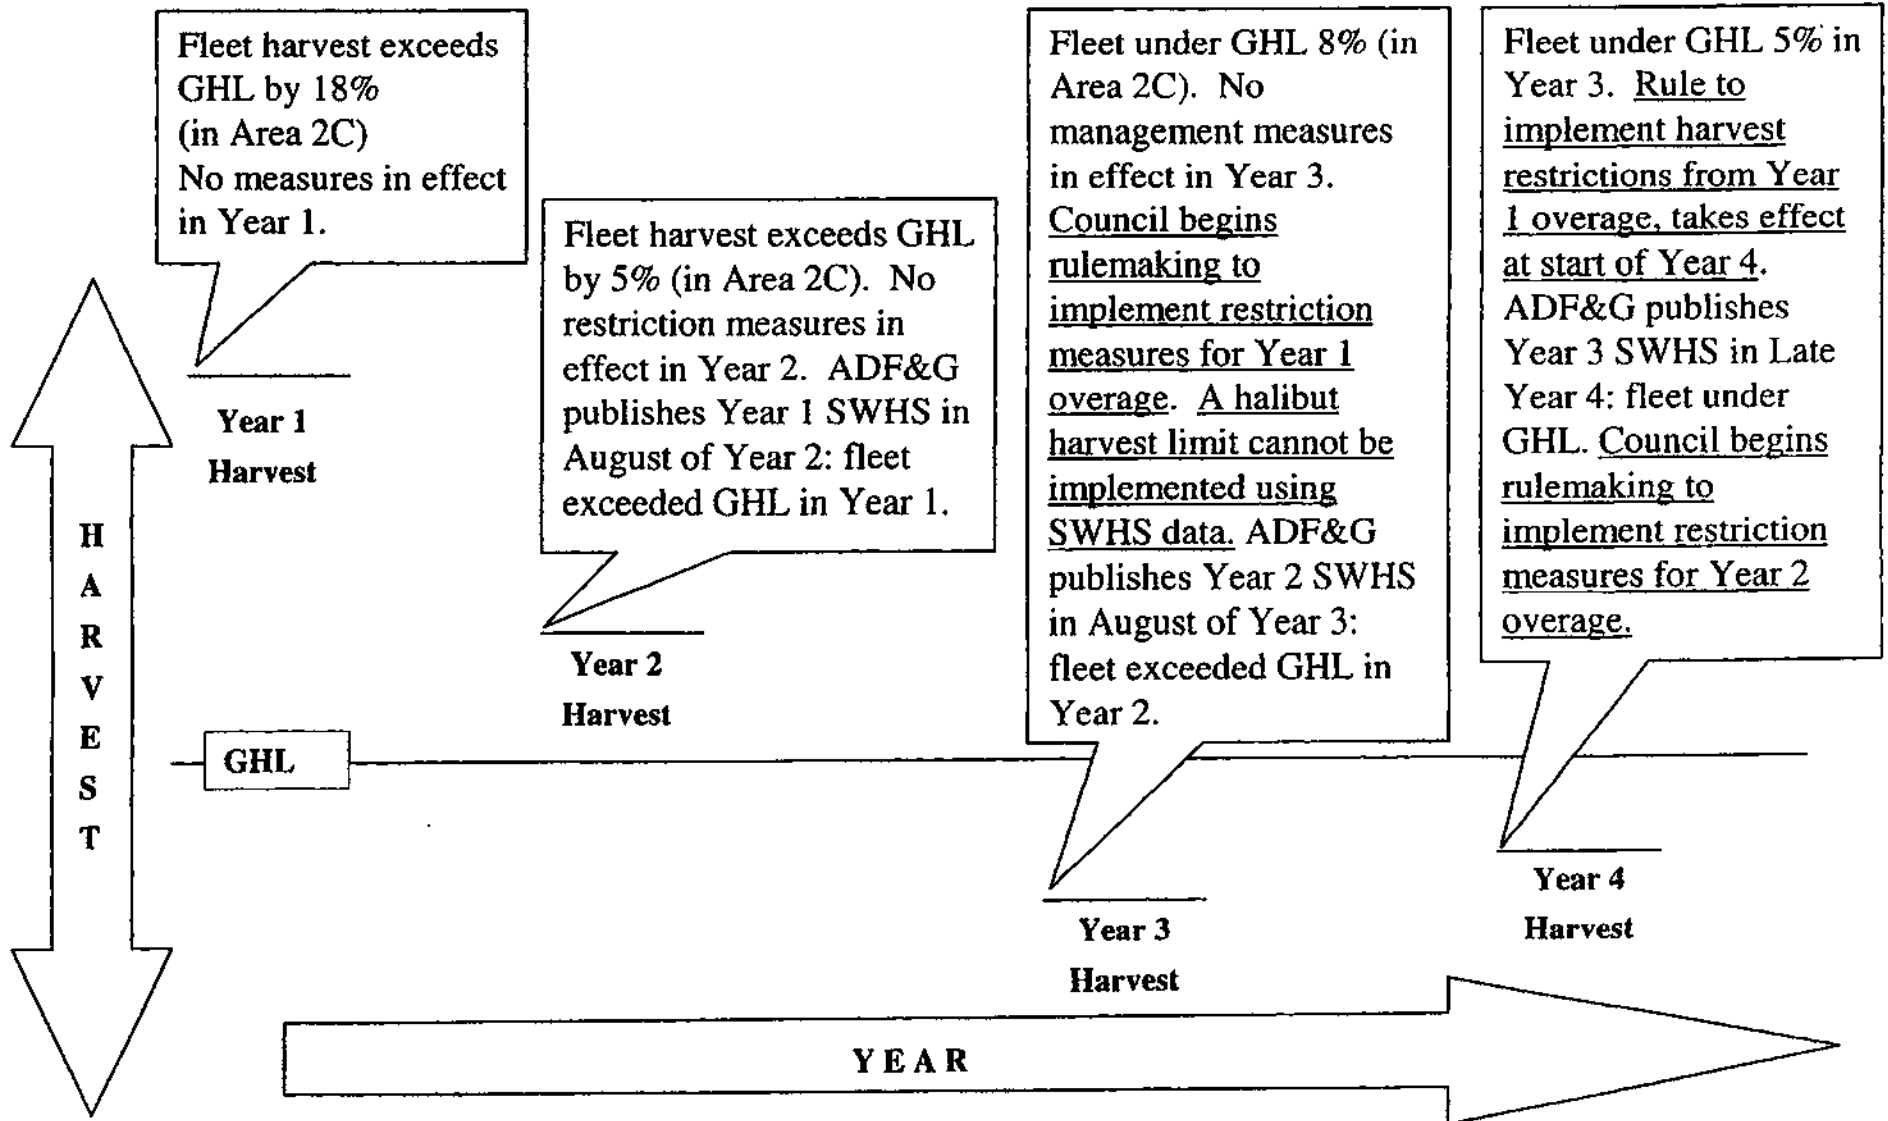 Fleet harvest exceeds
GHL by 18%
(in Area 2C)
No measures in effect
in Year 1.
Year 1
Harvest
Fleet harvest exceeds GHL
by 5% (in Area 2C). No
restriction measures in
effect in Year 2. ADF&G
publishes Year 1 SWHS in
August of Year 2: fleet
exceeded GHL in Year 1.
Year 2
Harvest
Fleet under GHL 8% (in
Area 2C). No
management measures
in effect in Year 3.
Council begins
rulemaking to
implement restriction
measures for Year 1
overage. A halibut
harvest limit cannot be
implemented using
SWHS data. ADF&G
publishes Year 2 SWHS
in August of Year 3:
fleet exceeded GHL in
Year 2.
Year 3
Harvest
Fleet under GHL 5% in
Year 3. Rule to
implement harvest
restrictions from Year
1 overage, takes effect
at start of Year 4.
ADF&G publishes
Year 3 SWHS in Late
Year 4: fleet under
GHL. Council begins
rulemaking to
implement restriction
measures for Year 2
overage.
Year 4
Harvest
HARVEST
GHL
YEAR